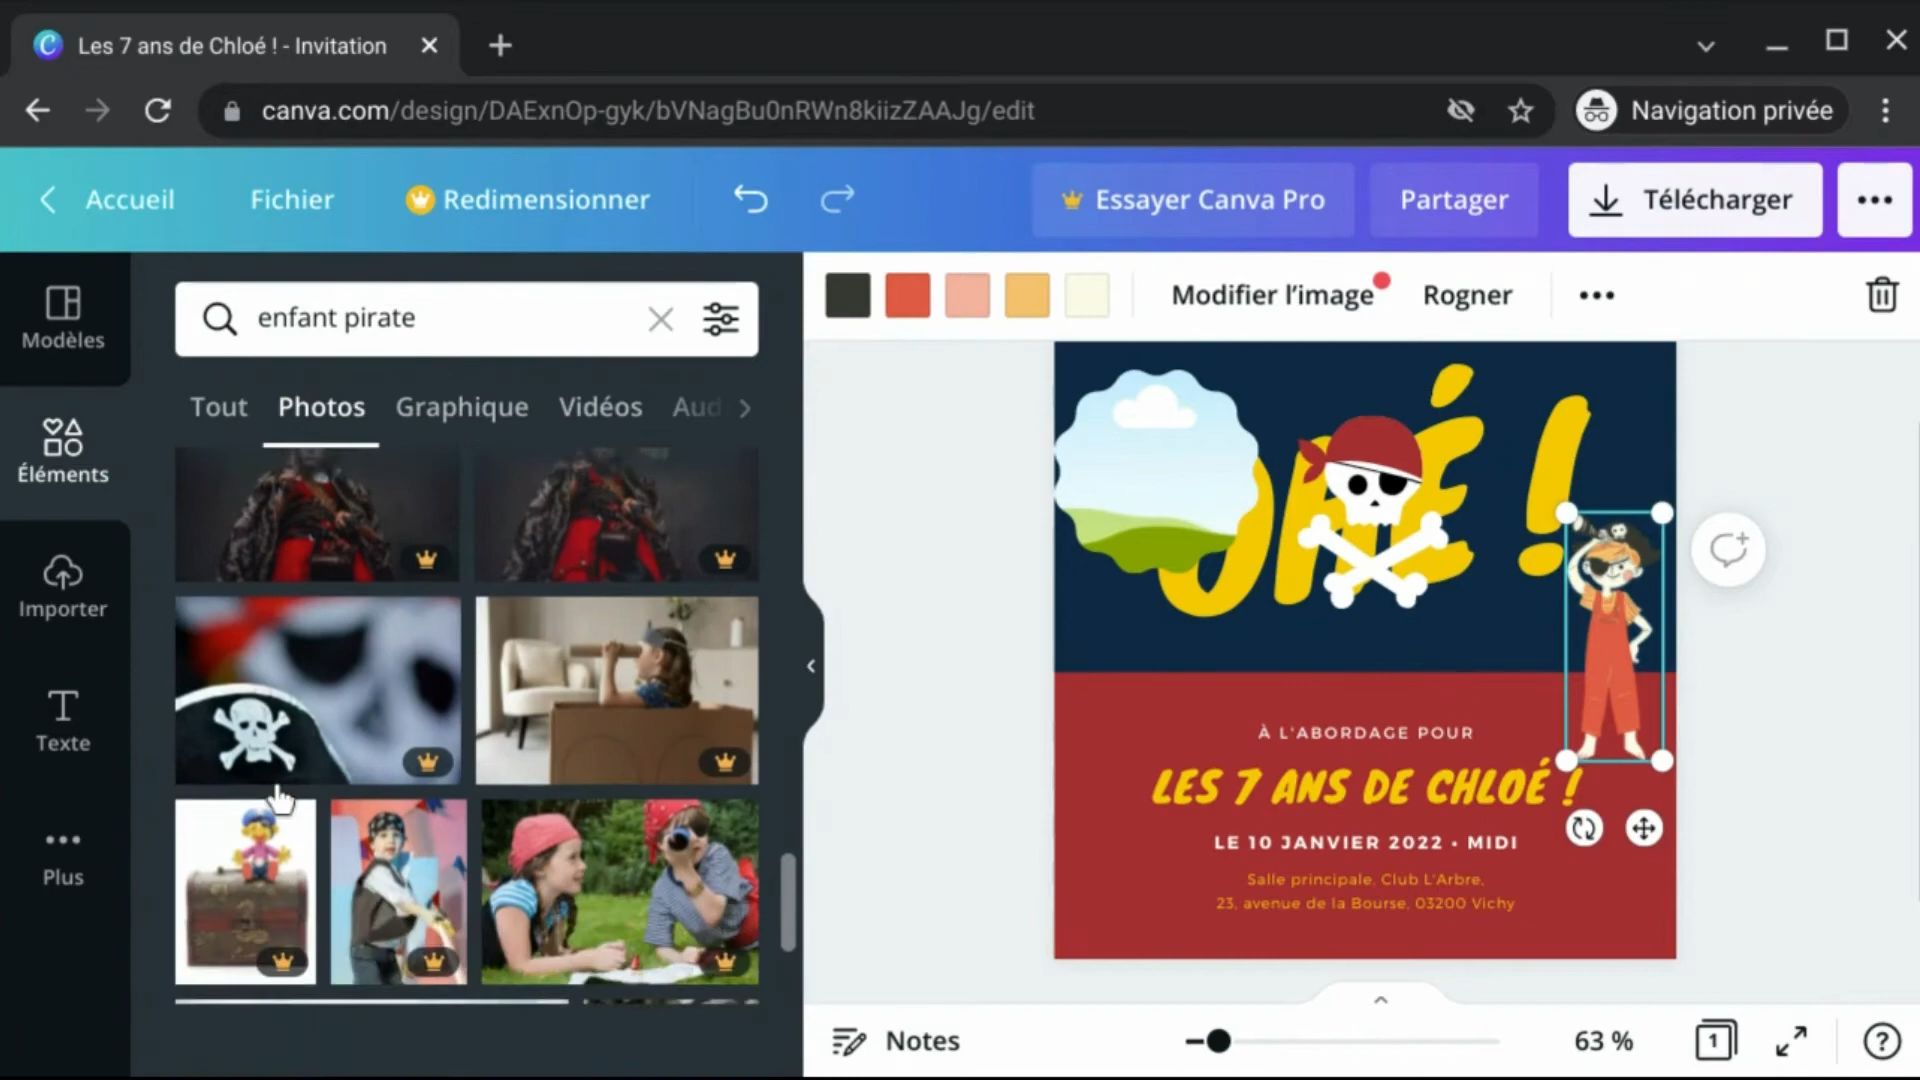 Les 7 ans de Chloé ! - Invitation
canva.com/design/DAExnOp-gyk/bVNagBu0nRWn8kiizZAAJg/edit
Navigation privée
Accueil
Fichier
Redimensionner
Essayer Canva Pro
Partager
Télécharger
Modèles
Éléments
Importer
Texte
Plus
enfant pirate
Tout
Photos
Graphique
Vidéos
Aud
Modifier l'image
Rogner
OHÉ !
À L'ABORDAGE POUR
LES 7 ANS DE CHLOÉ !
LE 10 JANVIER 2022 • MIDI
Salle principale, Club L'Arbre,
23, avenue de la Bourse, 03200 Vichy
Notes
63 %
1